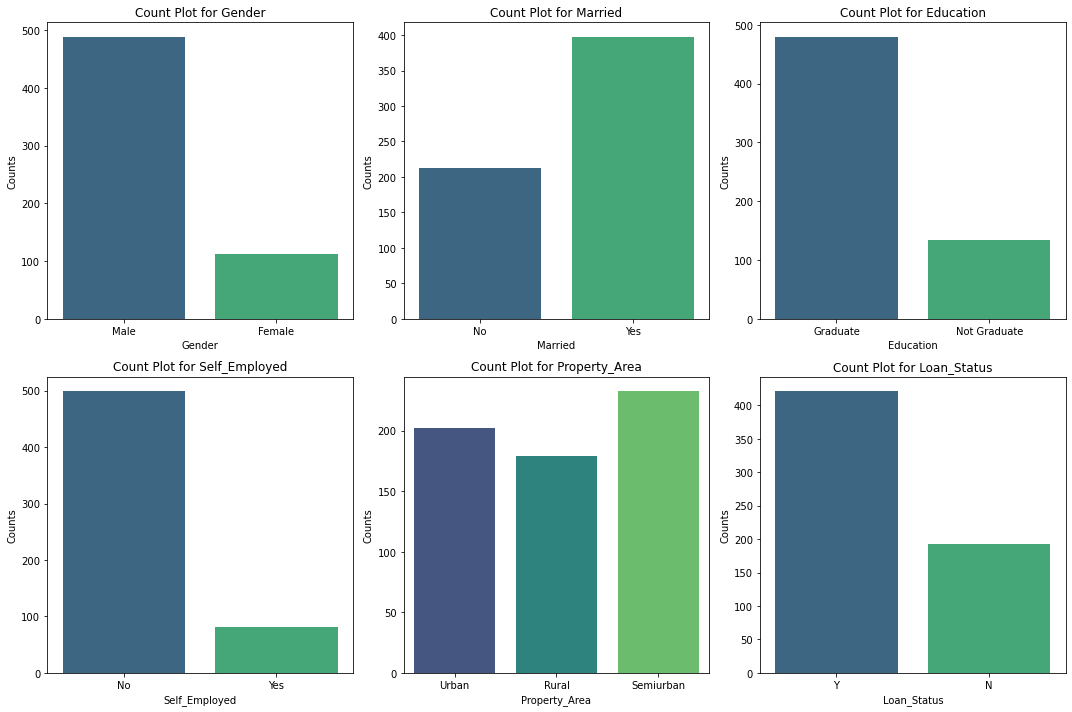 Count Plot for Gender
500
400
300
200
100
0
Counts
Male
Female
Gender
Count Plot for Married
400
350
300
250
200
150
100
50
0
Counts
No
Yes
Married
Count Plot for Education
500
400
300
200
100
0
Counts
Graduate
Not Graduate
Education
Count Plot for Self_Employed
500
400
300
200
100
0
Counts
No
Yes
Self_Employed
Count Plot for Property_Area
200
150
100
50
0
Counts
Urban
Rural
Semiurban
Property_Area
Count Plot for Loan_Status
400
350
300
250
200
150
100
50
0
Counts
Y
N
Loan_Status